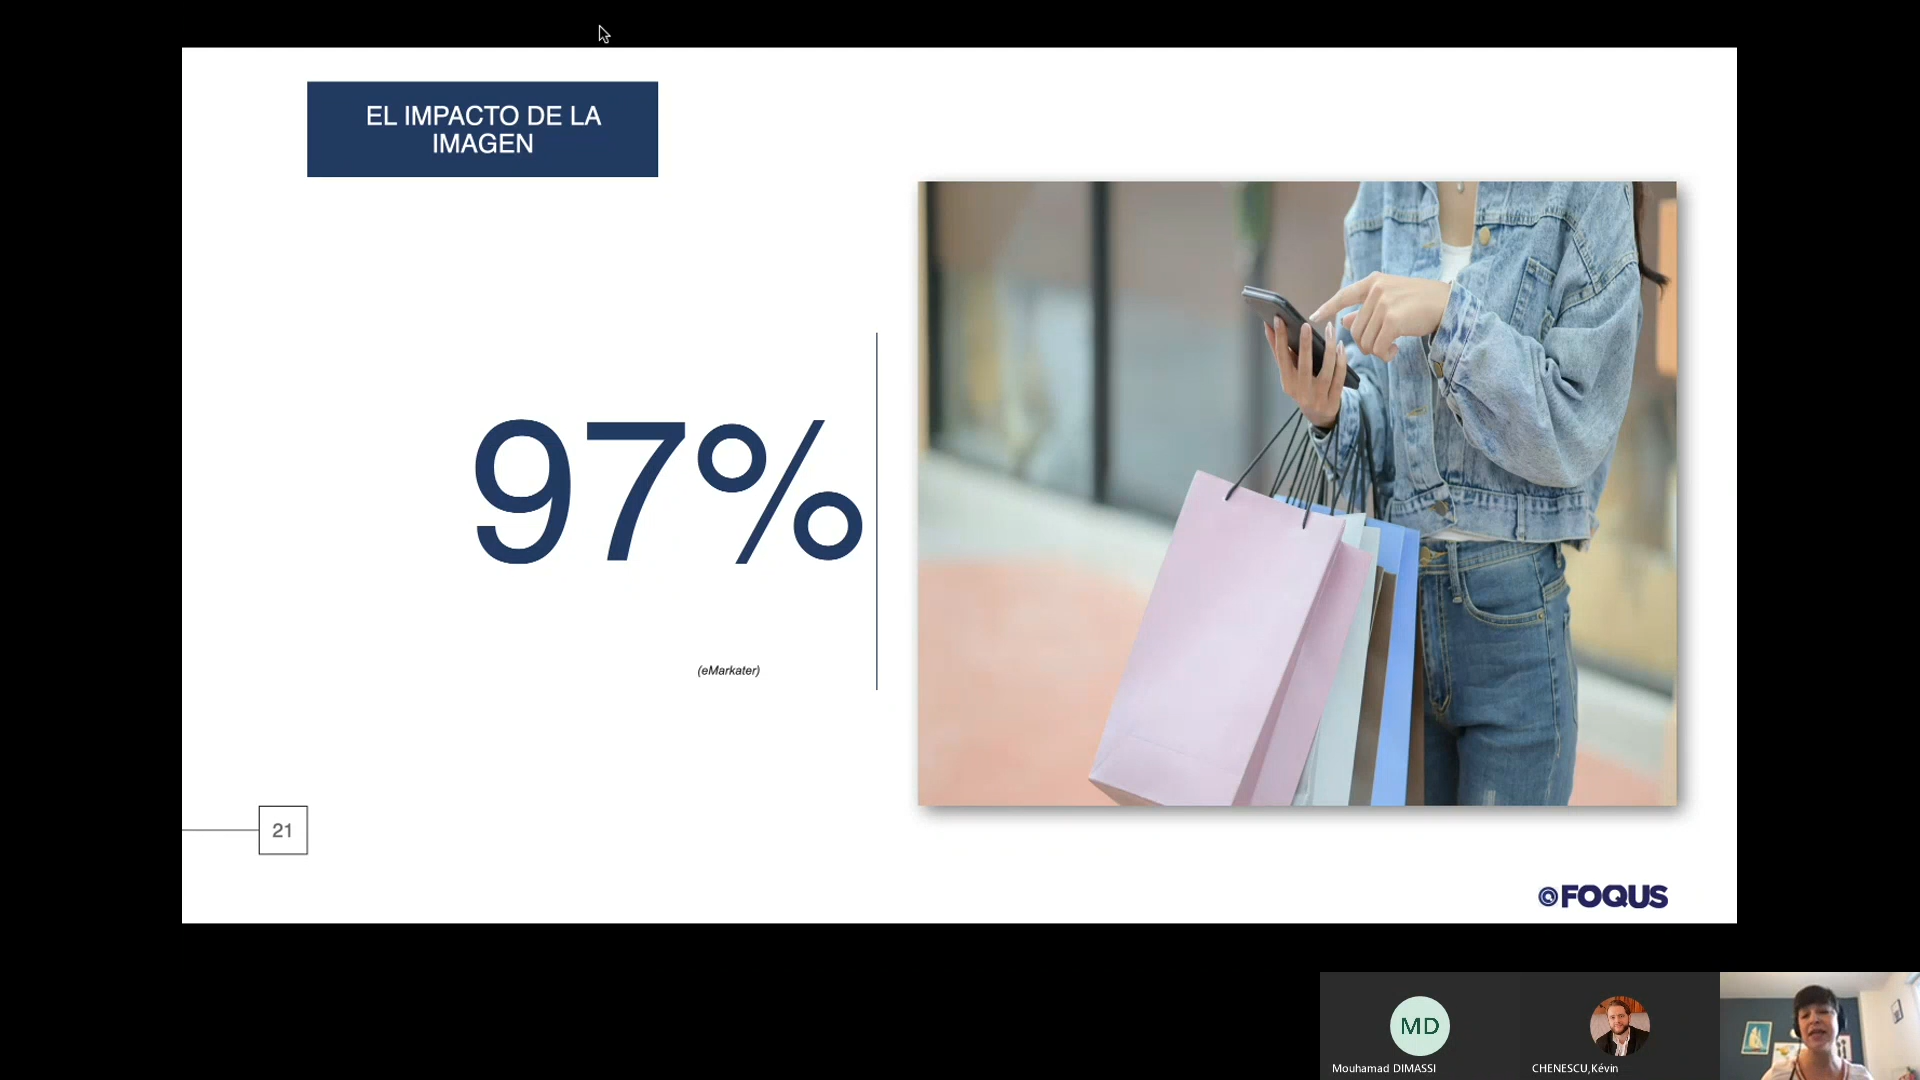 EL IMPACTO DE LA
IMAGEN
97%
(eMarkater)
21
FOQUS
MD
Mouhamad DIMASSI
CHENESCU,Kévin